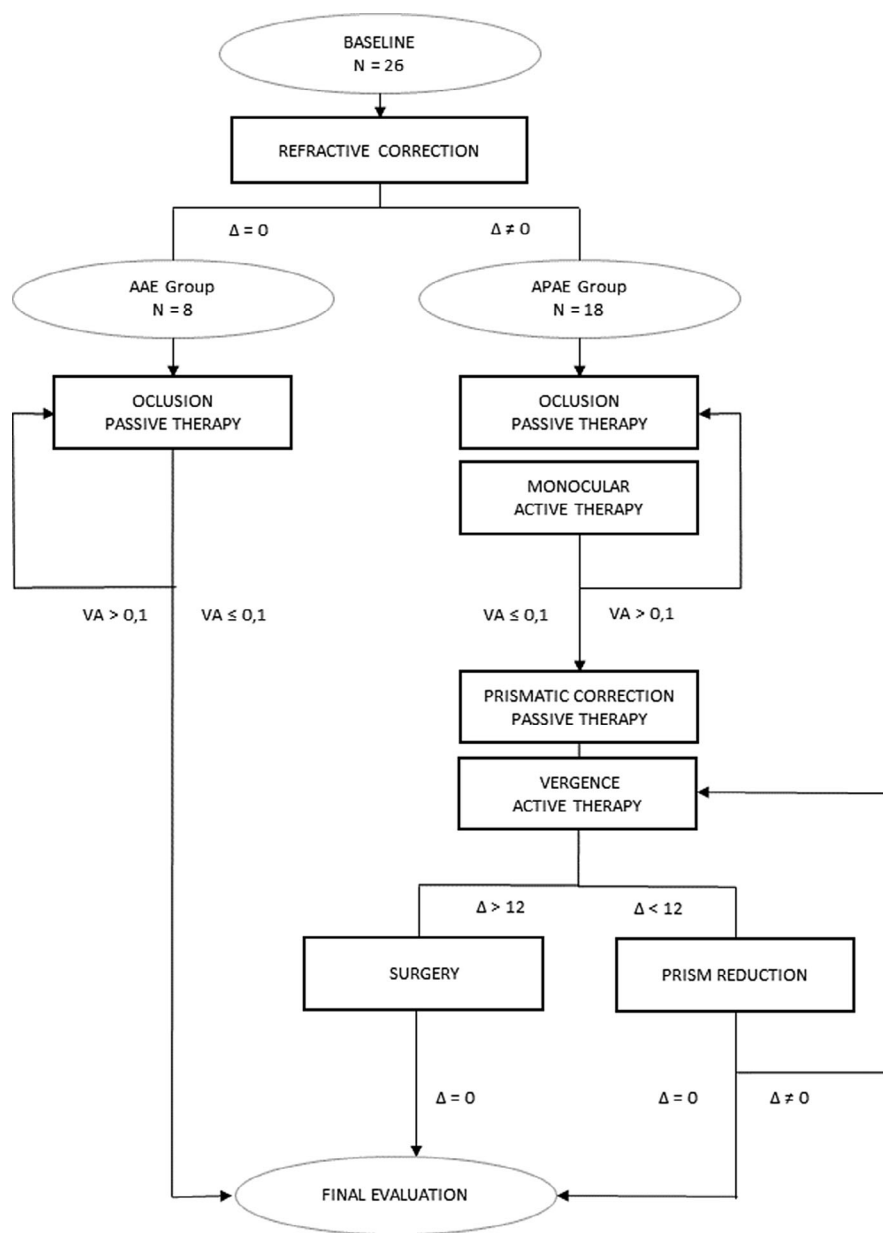 BASELINE
N = 26
REFRACTIVE CORRECTION
Δ = 0
Δ ≠ 0
AAE Group
N = 8
APAE Group
N = 18
OCLUSION
PASSIVE THERAPY
OCLUSION
PASSIVE THERAPY
MONOCULAR
ACTIVE THERAPY
VA > 0,1
VA ≤ 0,1
VA ≤ 0,1
VA > 0,1
PRISMATIC CORRECTION
PASSIVE THERAPY
VERGENCE
ACTIVE THERAPY
Δ > 12
Δ < 12
SURGERY
PRISM REDUCTION
Δ = 0
Δ = 0
Δ ≠ 0
FINAL EVALUATION